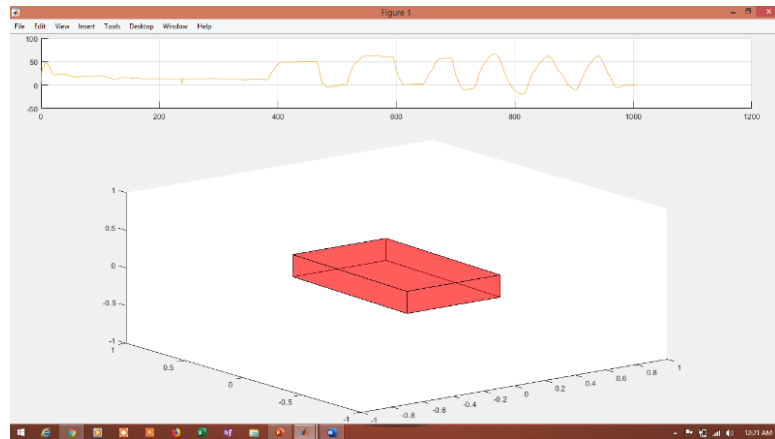 Figure 1
File Edit View Insert Tools Desktop Window Help
100
50
0
-50
0 200 400 600 800 1000 1200
1
0.5
0
-0.5
-1
1 0.5 0 -0.5 -1
-1 -0.8 -0.6 -0.4 -0.2 0 0.2 0.4 0.6 0.8 1
12:21 AM